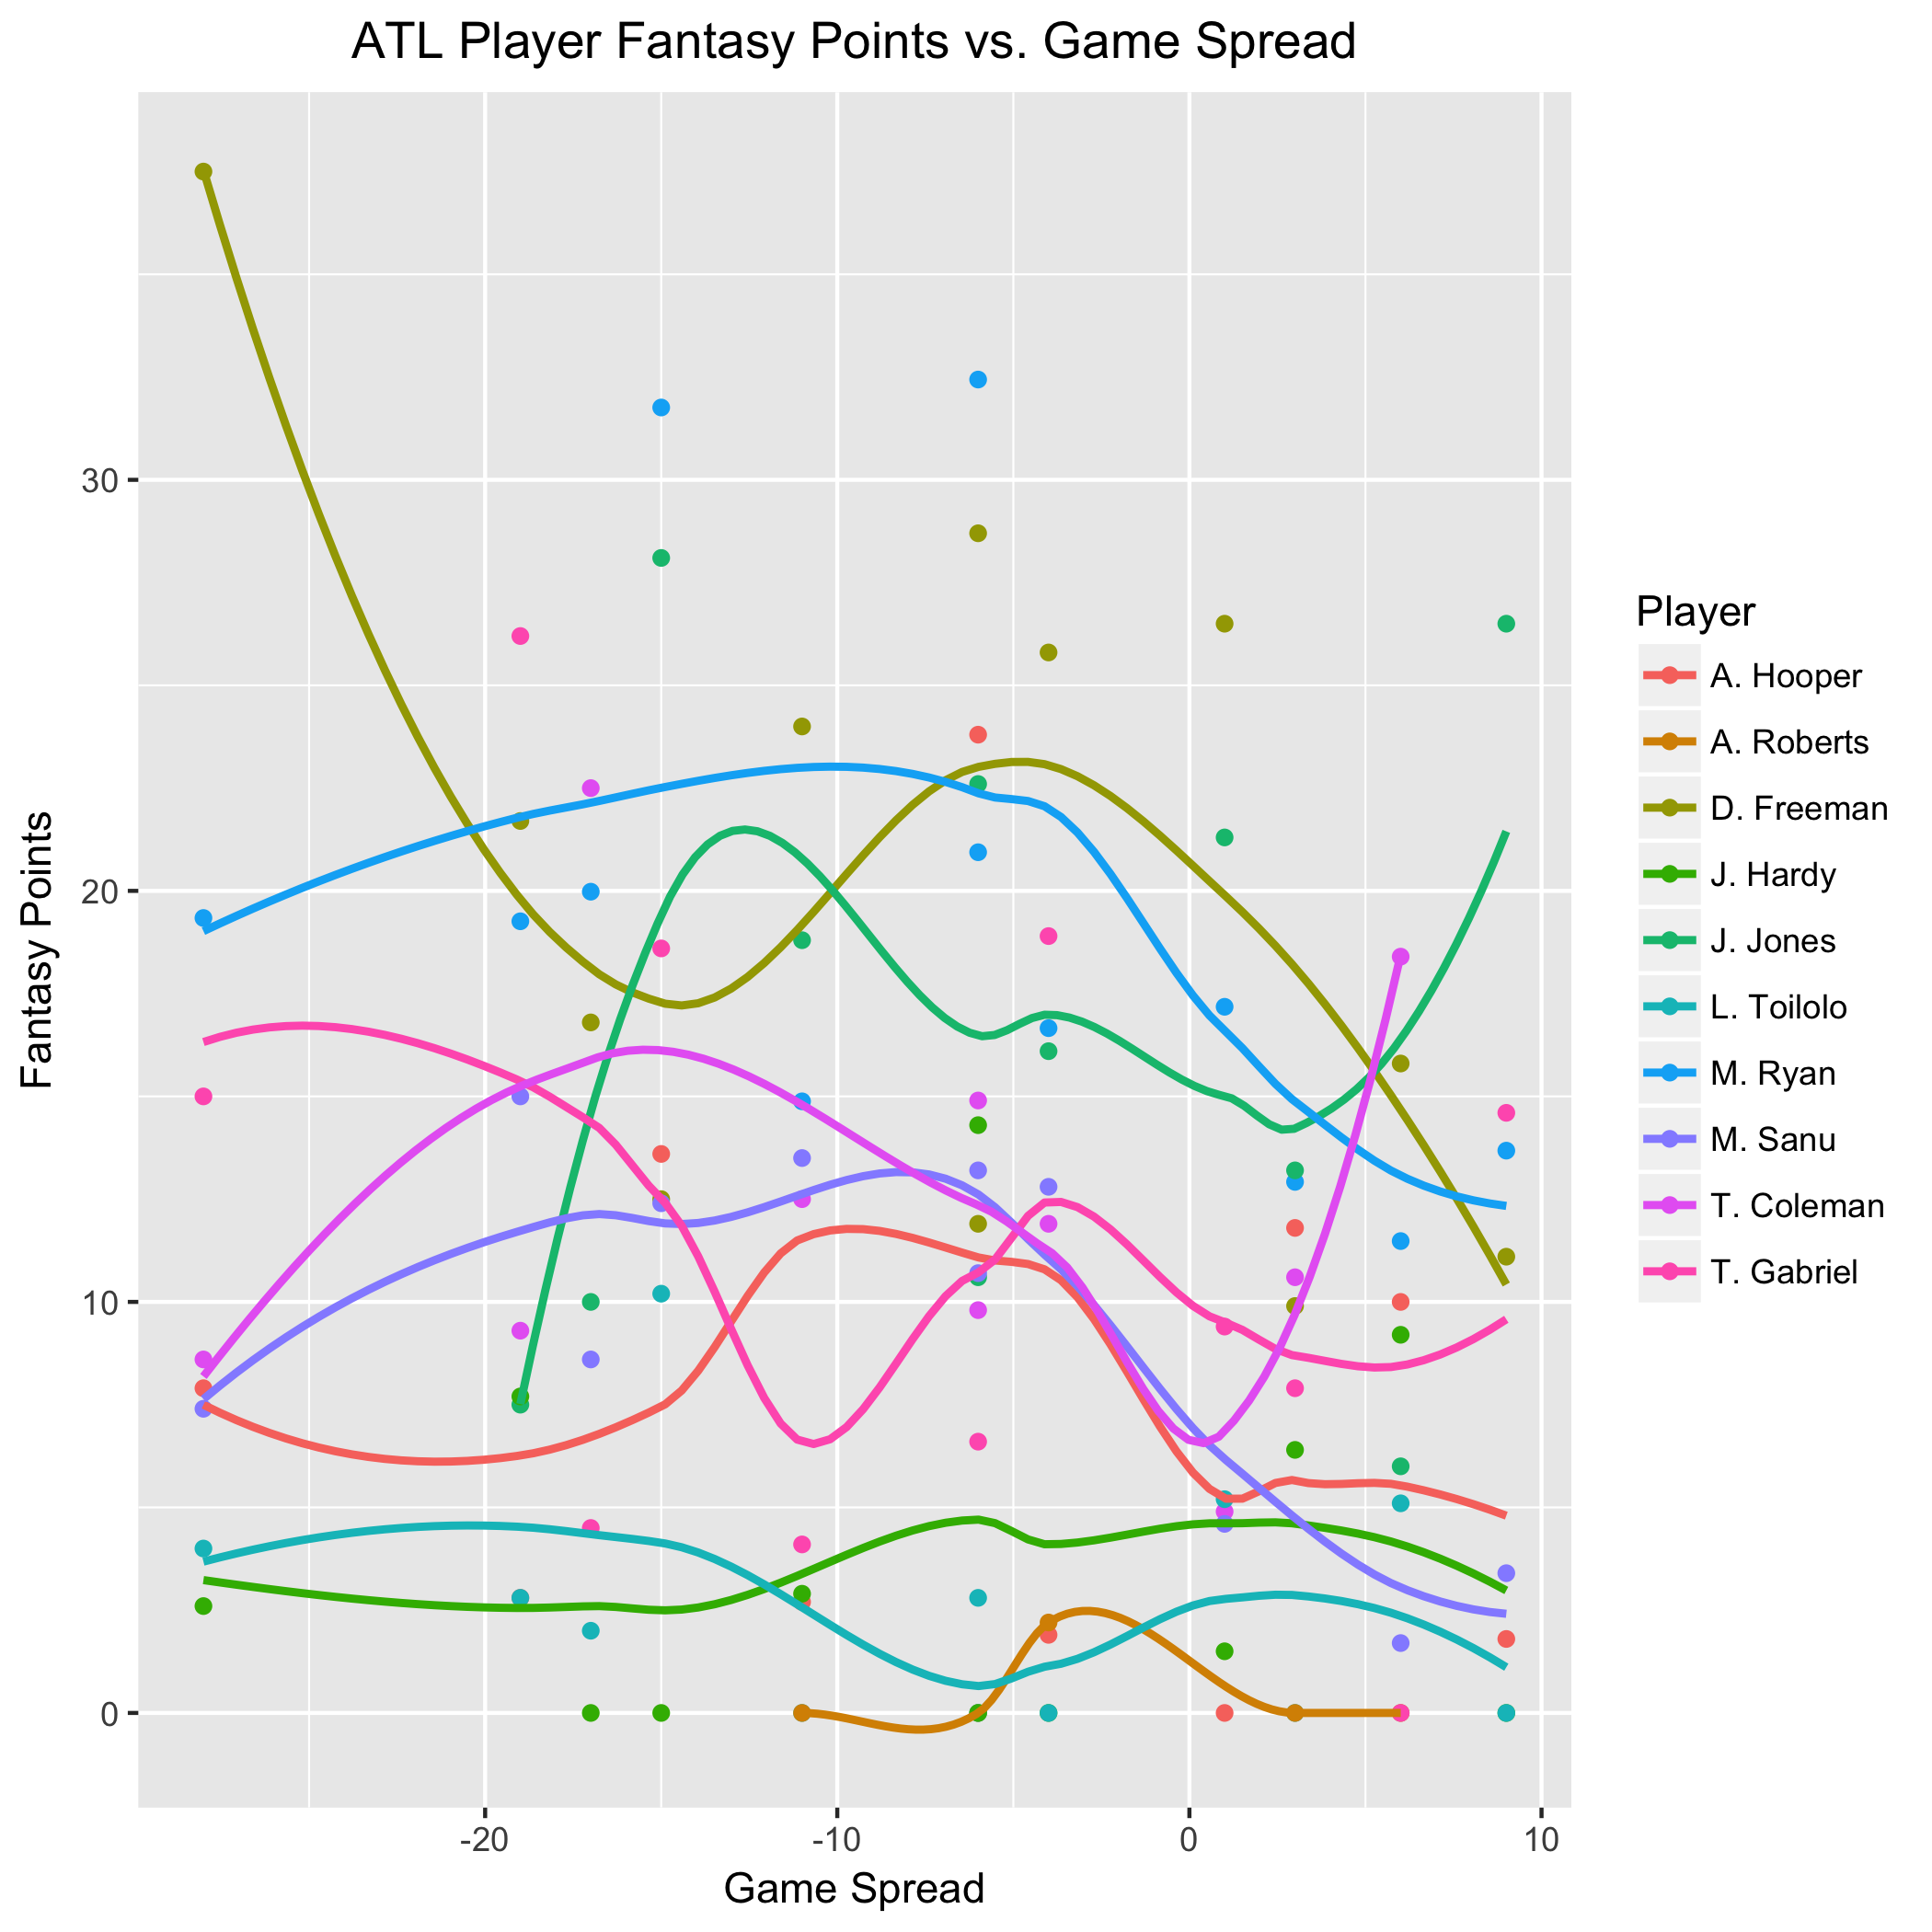 ATL Player Fantasy Points vs. Game Spread
Fantasy Points
30
20
10
0
-20
-10
0
10
Game Spread
Player
A. Hooper
A. Roberts
D. Freeman
J. Hardy
J. Jones
L. Toilolo
M. Ryan
M. Sanu
T. Coleman
T. Gabriel